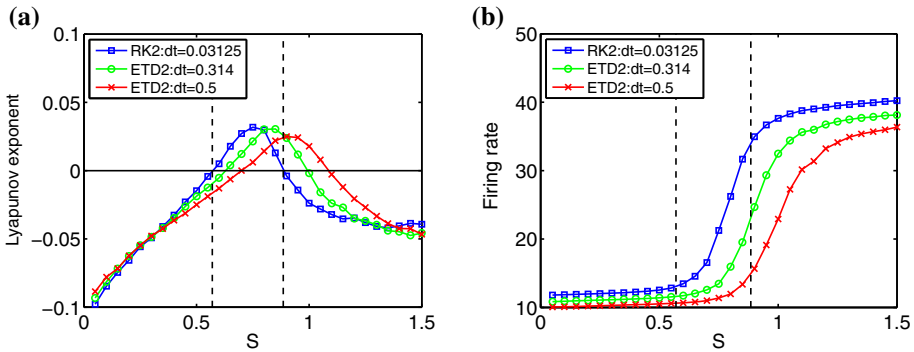 (a)
(b)
0.1
0.05
0
−0.05
−0.1
Lyapunov exponent
RK2:dt=0.03125
ETD2:dt=0.314
ETD2:dt=0.5
0 0.5 1 1.5
S
50
40
30
20
10
Firing rate
RK2:dt=0.03125
ETD2:dt=0.314
ETD2:dt=0.5
0 0.5 1 1.5
S